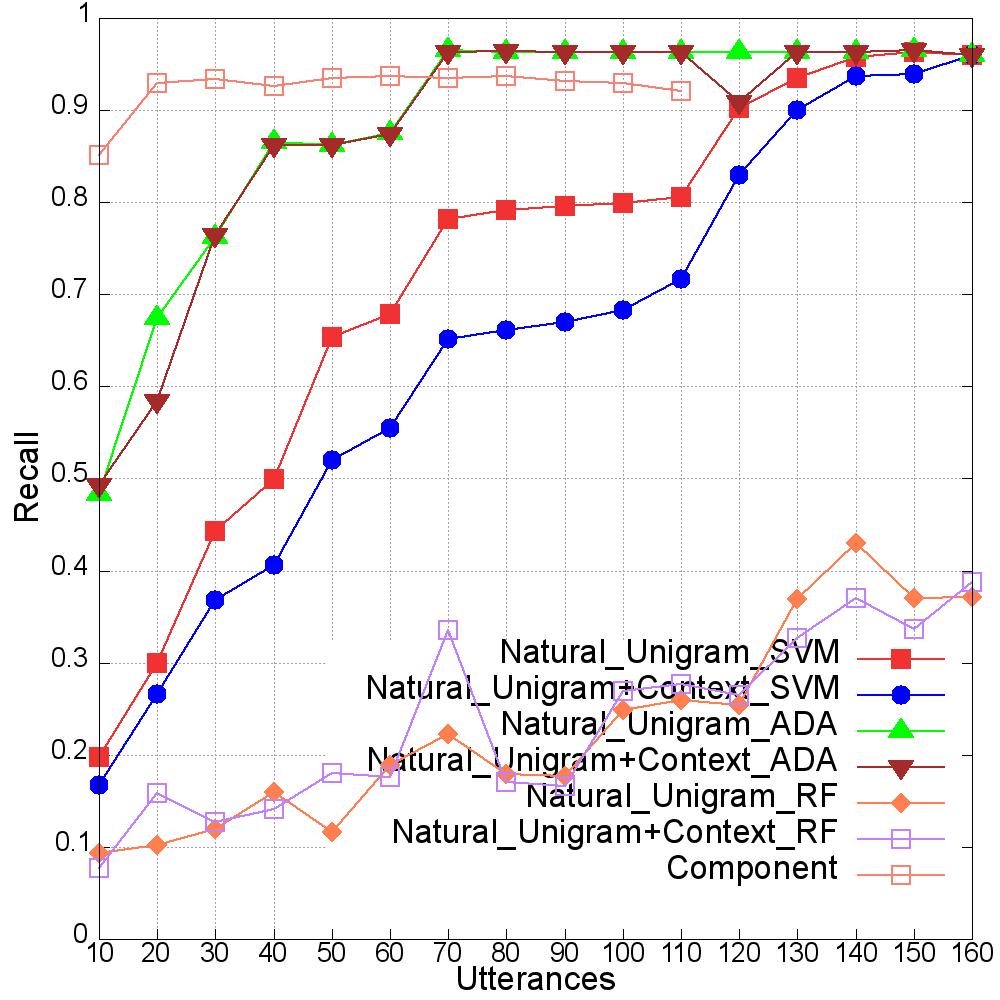 1
0.9
0.8
0.7
0.6
0.5
0.4
0.3
0.2
0.1
0
Recall
Natural_Unigram_SVM
Natural_Unigram+Context_SVM
Natural_Unigram_ADA
Natural_Unigram+Context_ADA
Natural_Unigram_RF
Natural_Unigram+Context_RF
Component
10 20 30 40 50 60 70 80 90 100 110 120 130 140 150 160
Utterances